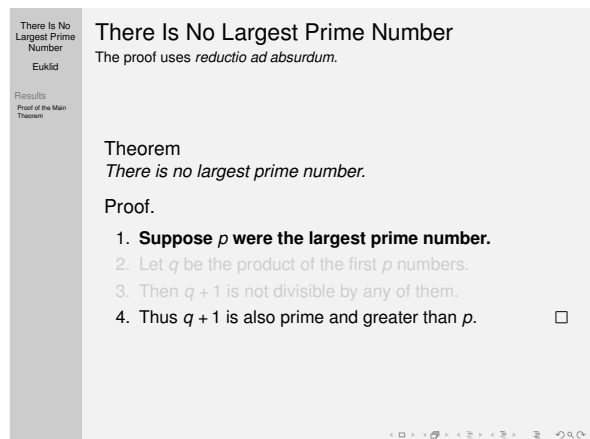 There Is No
Largest Prime
Number
Euklid
Results
Proof of the Main
Theorem
There Is No Largest Prime Number
The proof uses reductio ad absurdum.
Theorem
There is no largest prime number.
Proof.
1. Suppose p were the largest prime number.
2. Let q be the product of the first p numbers.
3. Then q + 1 is not divisible by any of them.
4. Thus q + 1 is also prime and greater than p. □